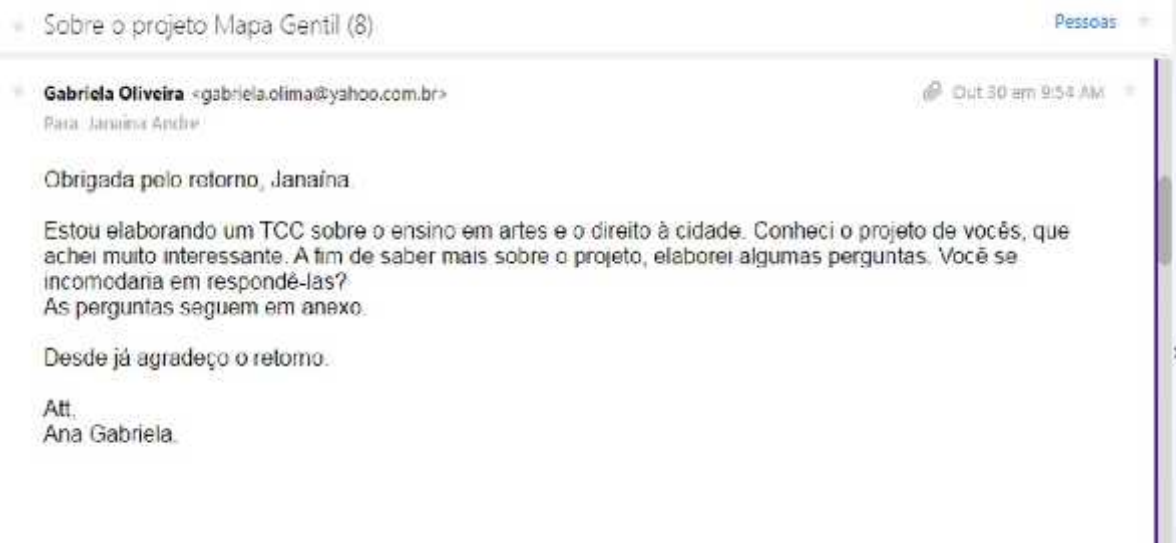 Sobre o projeto Mapa Gentil (8)
Pessoas
Gabriela Oliveira <gabriela.olima@yahoo.com.br>
Out 30 em 9:54 AM
Para Janaina Andre
Obrigada pelo retorno, Janaína.
Estou elaborando um TCC sobre o ensino em artes e o direito à cidade. Conheci o projeto de vocês, que
achei muito interessante. A fim de saber mais sobre o projeto, elaborei algumas perguntas. Você se
incomodaria em respondê-las?
As perguntas seguem em anexo.
Desde já agradeço o retorno.
Att.
Ana Gabriela.